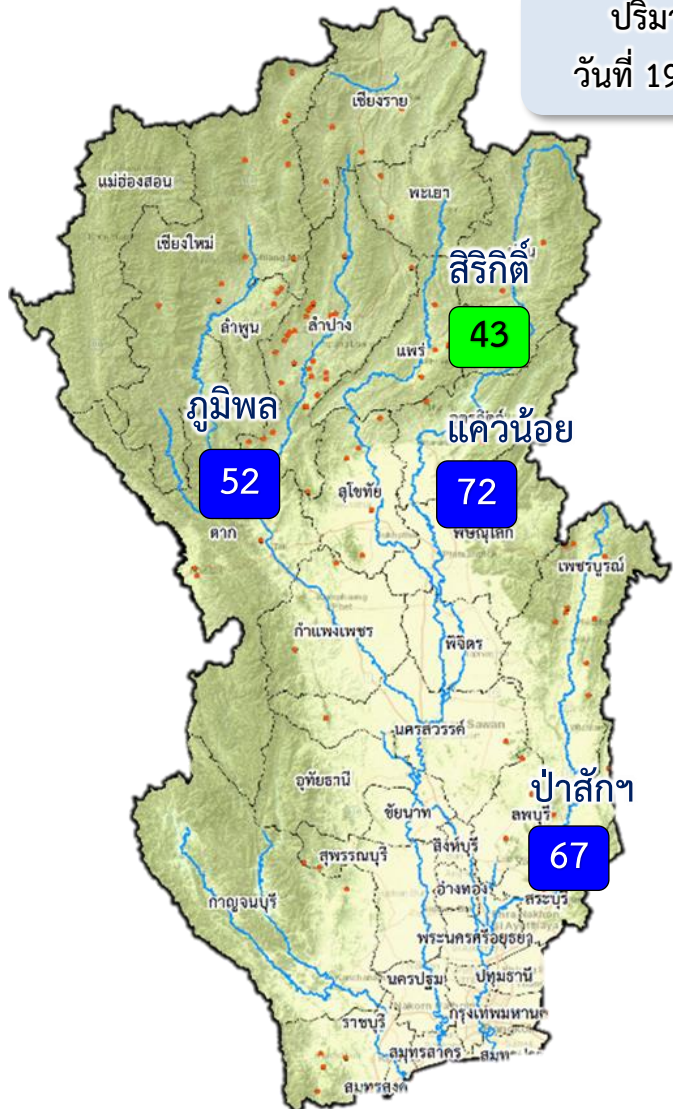 ปริมา
วันที่ 19
เชียงราย
แม่ฮ่องสอน
พะเยา
เชียงใหม่
สิริกิติ์
43
ลำพูน
ลำปาง
แพร่
ภูมิพล
52
แควน้อย
72
สุโขทัย
ตาก
พิษณุโลก
เพชรบูรณ์
กำแพงเพชร
พิจิตร
นครสวรรค์
Sawan
อุทัยธานี
ป่าสักฯ
67
ชัยนาท
ลพบุรี
สิงห์บุรี
สุพรรณบุรี
อ่างทอง
สระบุรี
กาญจนบุรี
พระนครศรีอยุธยา
นครปฐม
ปทุมธานี
ราชบุรี
กรุงเทพมหานค
สมุทรสาคร
สมุทรสงค